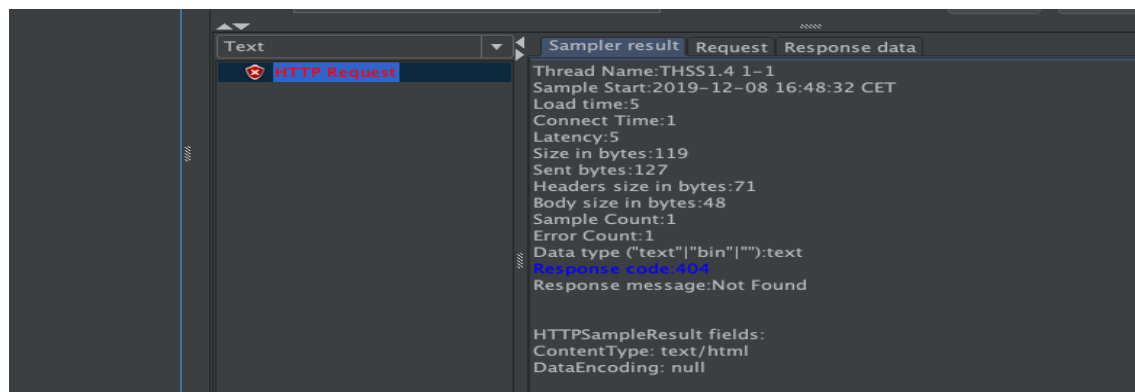 Text
Sampler result Request Response data
HTTP Request
Thread Name:THSS1.4 1-1
Sample Start:2019-12-08 16:48:32 CET
Load time:5
Connect Time:1
Latency:5
Size in bytes:119
Sent bytes:127
Headers size in bytes:71
Body size in bytes:48
Sample Count:1
Error Count:1
Data type ("text"|"bin"|""):text
Response code:404
Response message:Not Found
HTTPSampleResult fields:
ContentType: text/html
DataEncoding: null